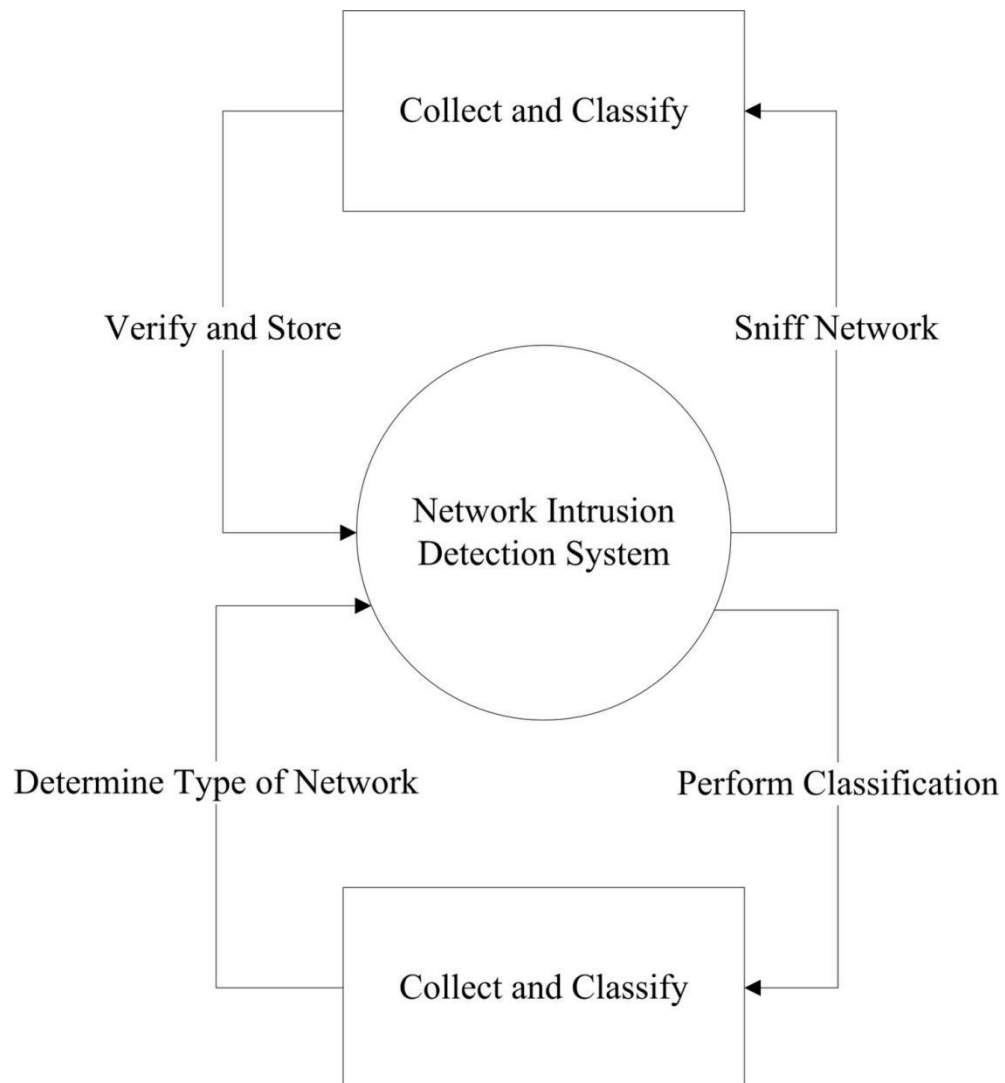 Collect and Classify
Verify and Store
Sniff Network
Network Intrusion
Detection System
Determine Type of Network
Perform Classification
Collect and Classify